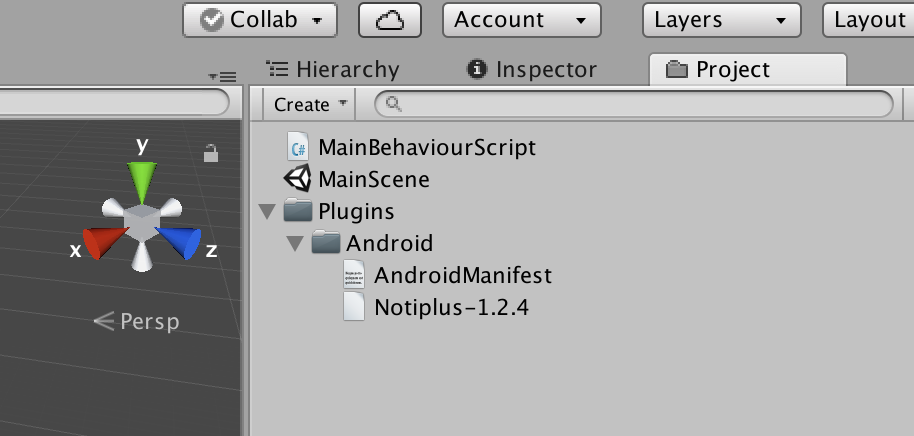 Collab Account Layers Layout
Hierarchy Inspector Project
Create
C# MainBehaviourScript
MainScene
Plugins
Android
AndroidManifest
Notiplus-1.2.4
y
x z
Persp